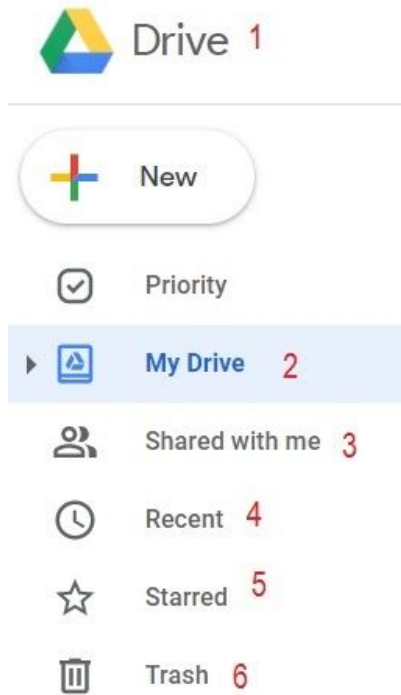 Drive 1
New
Priority
My Drive 2
Shared with me 3
Recent 4
Starred 5
Trash 6